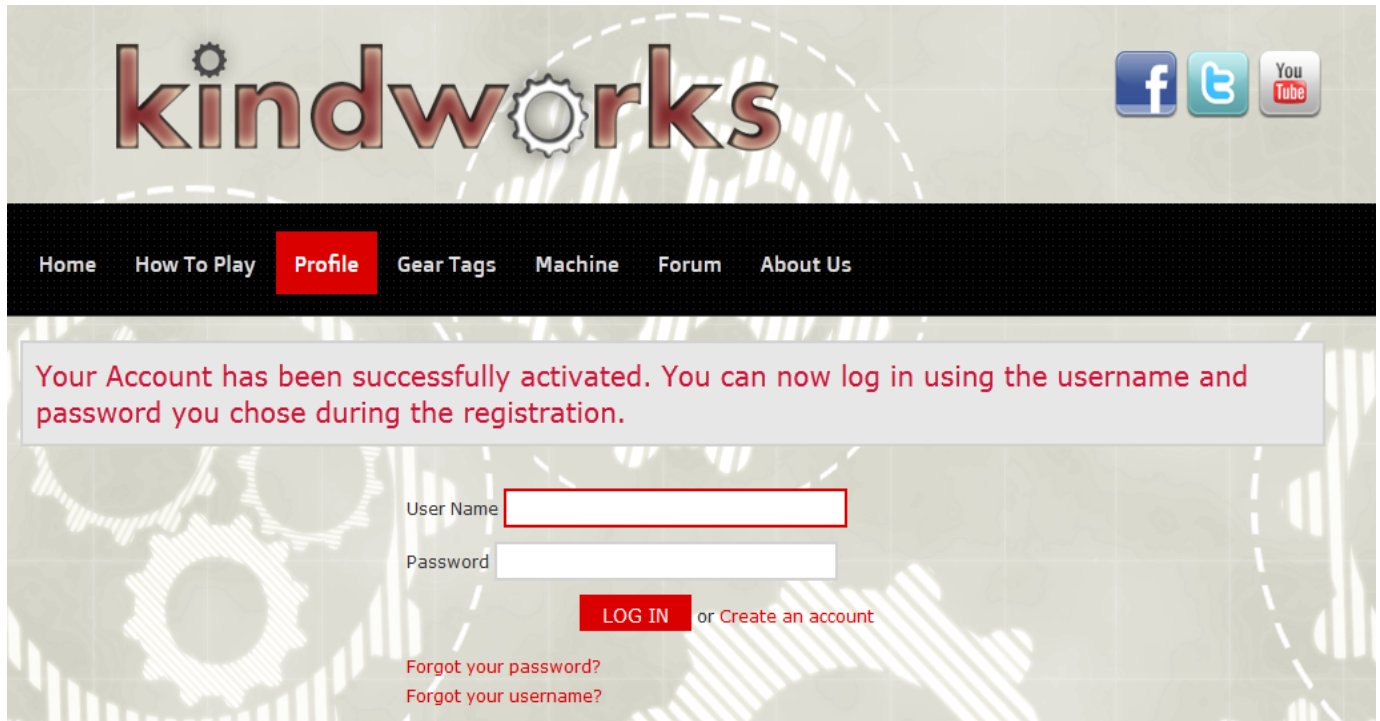 kindworks
f
You
Tube
Home How To Play Profile Gear Tags Machine Forum About Us
Your Account has been successfully activated. You can now log in using the username and
password you chose during the registration.
User Name
Password
LOG IN or Create an account
Forgot your password?
Forgot your username?